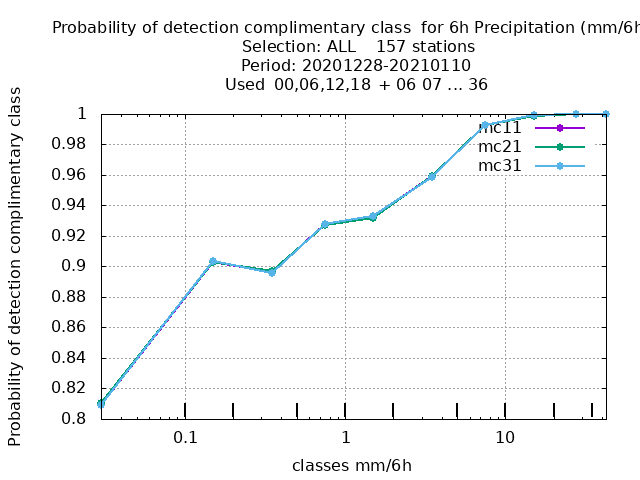 Probability of detection complimentary class  for 6h Precipitation (mm/6h
Selection: ALL    157 stations
Period: 20201228-20210110
Used  00,06,12,18  + 06 07 ... 36
Probability of detection complimentary class
1
0.98
0.96
0.94
0.92
0.9
0.88
0.86
0.84
0.82
0.8
mc11
mc21
mc31
0.1
1
10
classes mm/6h